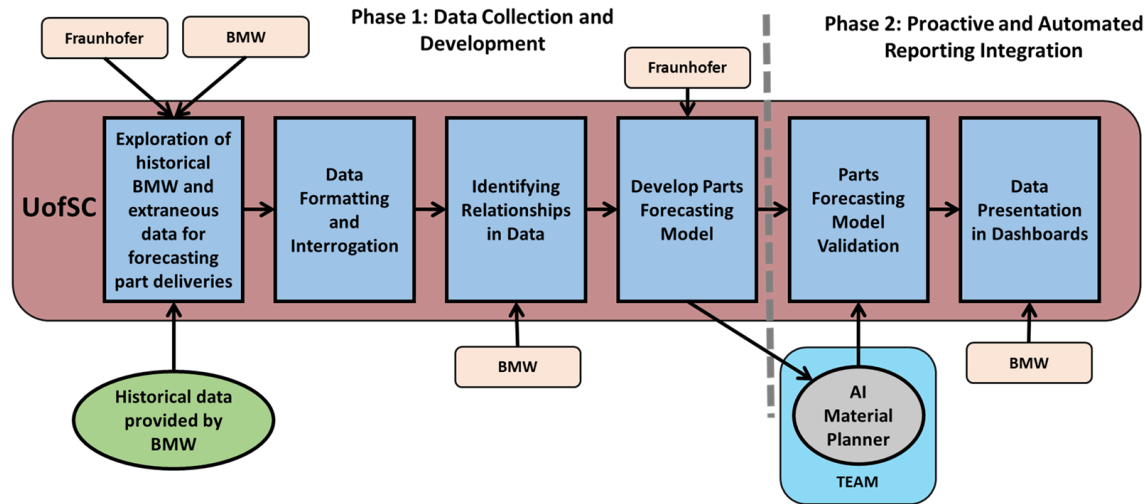 Phase 1: Data Collection and
Development
Phase 2: Proactive and Automated
Reporting Integration
Fraunhofer
BMW
Fraunhofer
UofSC
Exploration of
historical
BMW and
extraneous
data for
forecasting
part deliveries
Data
Formatting
and
Interrogation
Identifying
Relationships
in Data
Develop Parts
Forecasting
Model
Parts
Forecasting
Model
Validation
Data
Presentation
in Dashboards
Historical data
provided by
BMW
BMW
AI
Material
Planner
TEAM
BMW